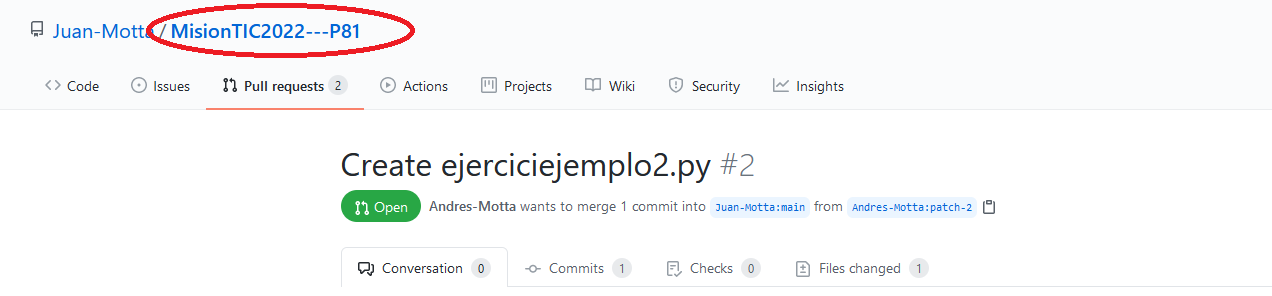 Juan-Motta / MisionTIC2022---P81
Code Issues Pull requests 2 Actions Projects Wiki Security Insights
Create ejerciciejemplo2.py #2
Open Andres-Motta wants to merge 1 commit into Juan-Motta:main from Andres-Motta:patch-2
Conversation 0 Commits 1 Checks 0 Files changed 1